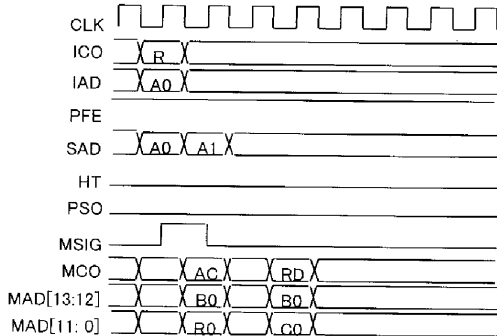 CLK
ICO R
IAD A0
PFE
SAD A0 A1
HT
PSO
MSIG
MCO AC RD
MAD[13:12] B0 B0
MAD[11: 0] R0 C0